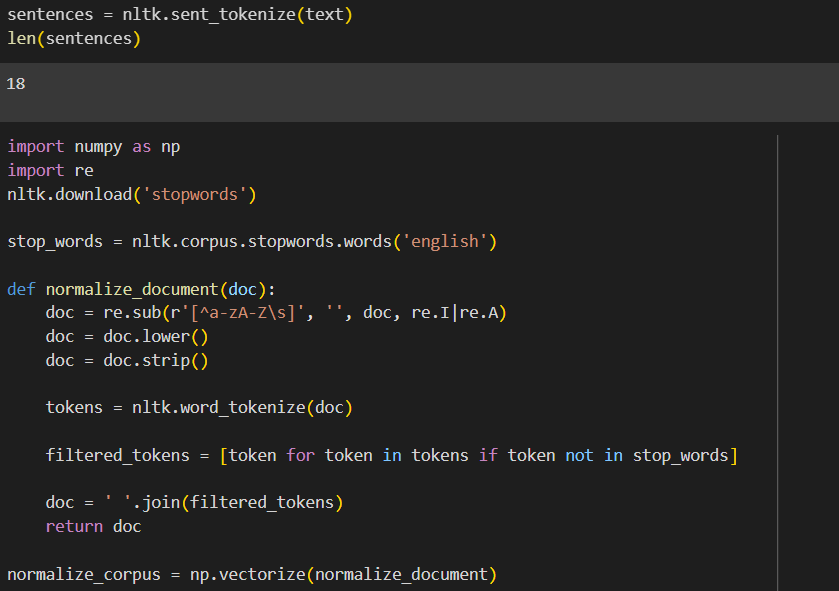 sentences = nltk.sent_tokenize(text)
len(sentences)
18
import numpy as np
import re
nltk.download('stopwords')
stop_words = nltk.corpus.stopwords.words('english')
def normalize_document(doc):
    doc = re.sub(r'[^a-zA-Z\s]', '', doc, re.I|re.A)
    doc = doc.lower()
    doc = doc.strip()
    tokens = nltk.word_tokenize(doc)
    filtered_tokens = [token for token in tokens if token not in stop_words]
    doc = ' '.join(filtered_tokens)
    return doc
normalize_corpus = np.vectorize(normalize_document)